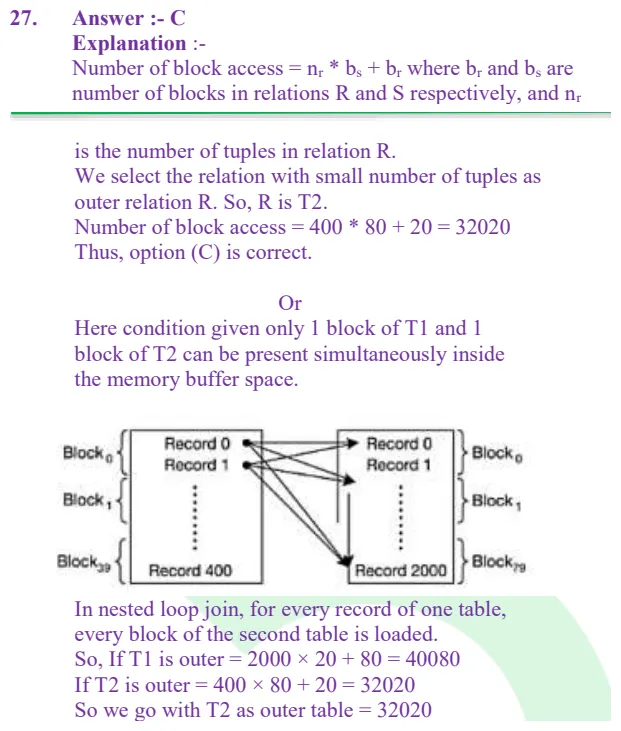 27. Answer :- C
Explanation :-
Number of block access = nᵣ * bₛ + bᵣ where bᵣ and bₛ are
number of blocks in relations R and S respectively, and nᵣ
is the number of tuples in relation R.
We select the relation with small number of tuples as
outer relation R. So, R is T2.
Number of block access = 400 * 80 + 20 = 32020
Thus, option (C) is correct.
Or
Here condition given only 1 block of T1 and 1
block of T2 can be present simultaneously inside
the memory buffer space.
Block₀ Record 0 Record 0 Block₀
Record 1 Record 1
Block₁ Block₁
Block₃₉ Record 400 Record 2000 Block₇₉
In nested loop join, for every record of one table,
every block of the second table is loaded.
So, If T1 is outer = 2000 × 20 + 80 = 40080
If T2 is outer = 400 × 80 + 20 = 32020
So we go with T2 as outer table = 32020